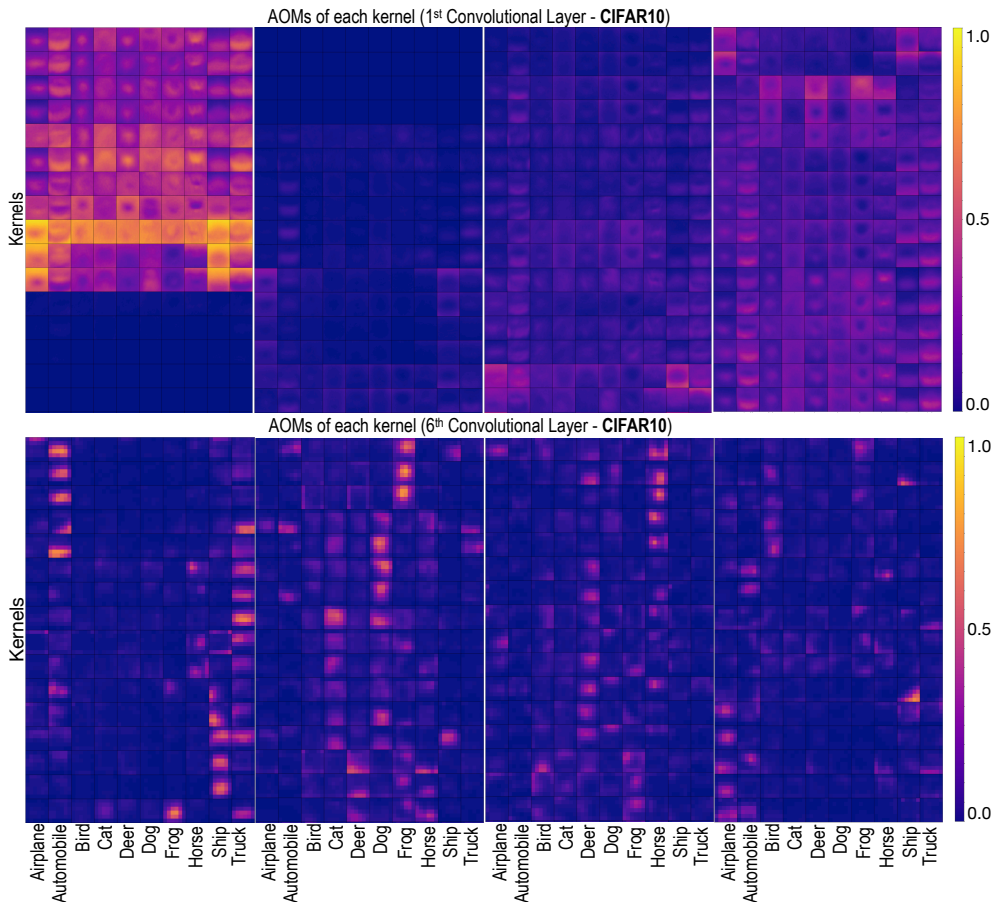 AOMs of each kernel (1st Convolutional Layer - CIFAR10)
Kernels
1.0
0.5
0.0
AOMs of each kernel (6th Convolutional Layer - CIFAR10)
Kernels
1.0
0.5
0.0
Airplane Automobile Bird Cat Deer Dog Frog Horse Ship Truck Airplane Automobile Bird Cat Deer Dog Frog Horse Ship Truck Airplane Automobile Bird Cat Deer Dog Frog Horse Ship Truck Airplane Automobile Bird Cat Deer Dog Frog Horse Ship Truck